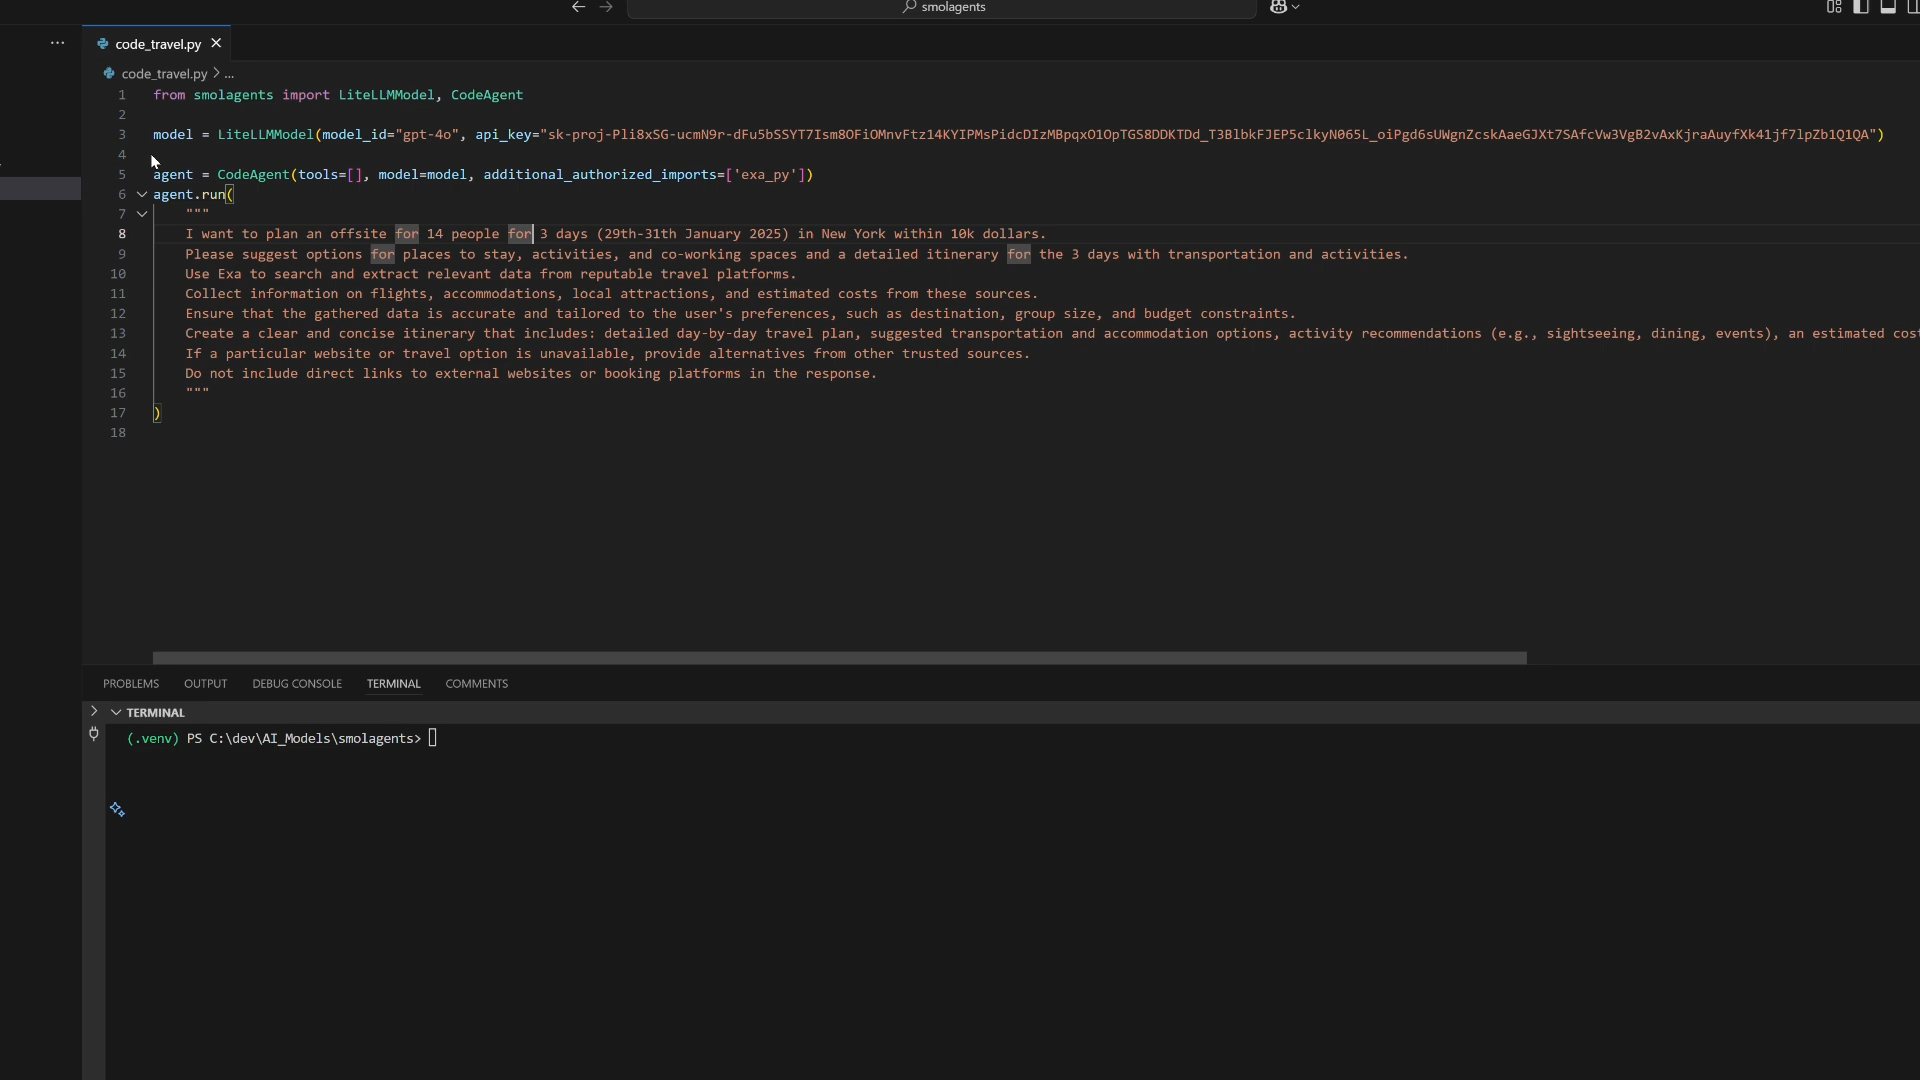 smolagents
code_travel.py
code_travel.py > ...
1 from smolagents import LiteLLMModel, CodeAgent
2
3 model = LiteLLMModel(model_id="gpt-4o", api_key="[API key omitted]")
4
5 agent = CodeAgent(tools=[], model=model, additional_authorized_imports=['exa_py'])
6 agent.run(
7 """
8 I want to plan an offsite for 14 people for 3 days (29th-31th January 2025) in New York within 10k dollars.
9 Please suggest options for places to stay, activities, and co-working spaces and a detailed itinerary for the 3 days with transportation and activities.
10 Use Exa to search and extract relevant data from reputable travel platforms.
11 Collect information on flights, accommodations, local attractions, and estimated costs from these sources.
12 Ensure that the gathered data is accurate and tailored to the user's preferences, such as destination, group size, and budget constraints.
13 Create a clear and concise itinerary that includes: detailed day-by-day travel plan, suggested transportation and accommodation options, activity recommendations (e.g., sightseeing, dining, events), an estimated cos
14 If a particular website or travel option is unavailable, provide alternatives from other trusted sources.
15 Do not include direct links to external websites or booking platforms in the response.
16 """
17 )
18
PROBLEMS OUTPUT DEBUG CONSOLE TERMINAL COMMENTS
TERMINAL
(.venv) PS C:\dev\AI_Models\smolagents>